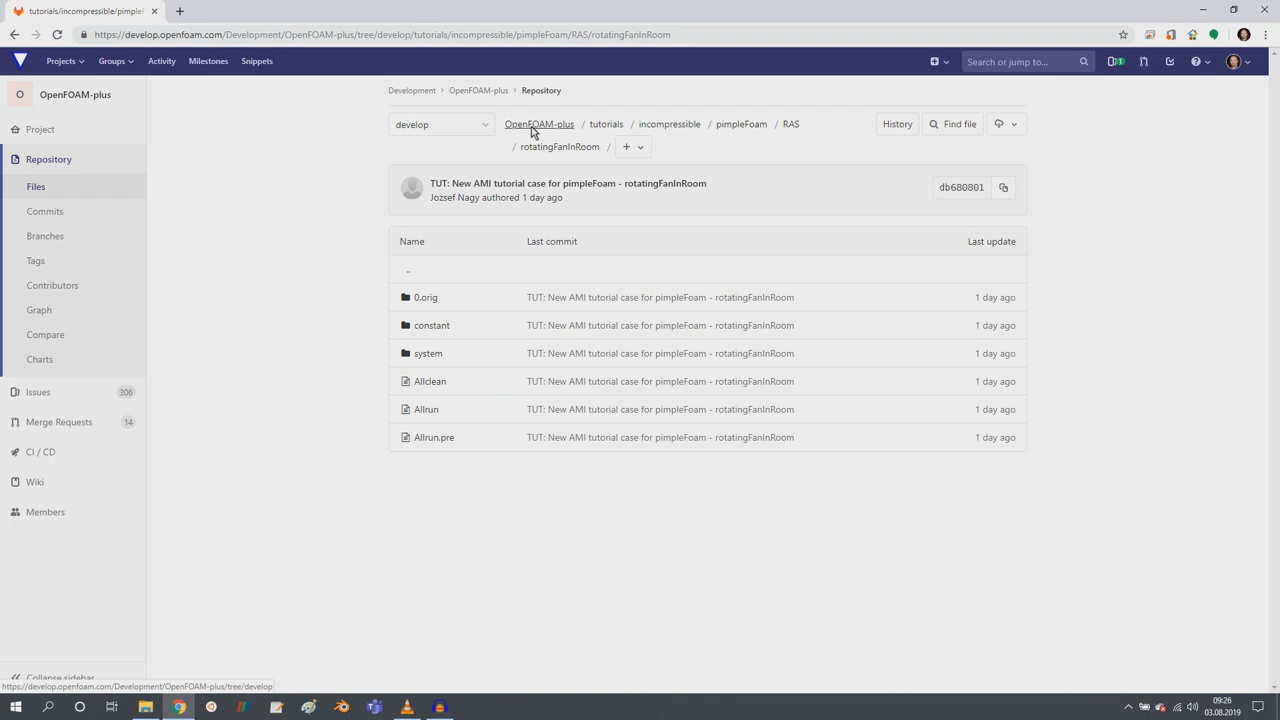 tutorials/incompressible/pimple
https://develop.openfoam.com/Development/OpenFOAM-plus/tree/develop/tutorials/incompressible/pimpleFoam/RAS/rotatingFanInRoom
Projects Groups Activity Milestones Snippets
Search or jump to...
1
O OpenFOAM-plus
Project
Repository
Files
Commits
Branches
Tags
Contributors
Graph
Compare
Charts
Issues 306
Merge Requests 14
CI / CD
Wiki
Members
Collapse sidebar
Development › OpenFOAM-plus › Repository
develop
OpenFOAM-plus / tutorials / incompressible / pimpleFoam / RAS
/ rotatingFanInRoom / +
History Find file
TUT: New AMI tutorial case for pimpleFoam - rotatingFanInRoom
Jozsef Nagy authored 1 day ago
db680801
Name Last commit Last update
..
0.orig TUT: New AMI tutorial case for pimpleFoam - rotatingFanInRoom 1 day ago
constant TUT: New AMI tutorial case for pimpleFoam - rotatingFanInRoom 1 day ago
system TUT: New AMI tutorial case for pimpleFoam - rotatingFanInRoom 1 day ago
Allclean TUT: New AMI tutorial case for pimpleFoam - rotatingFanInRoom 1 day ago
Allrun TUT: New AMI tutorial case for pimpleFoam - rotatingFanInRoom 1 day ago
Allrun.pre TUT: New AMI tutorial case for pimpleFoam - rotatingFanInRoom 1 day ago
https://develop.openfoam.com/Development/OpenFOAM-plus/tree/develop
09:26
03.08.2019